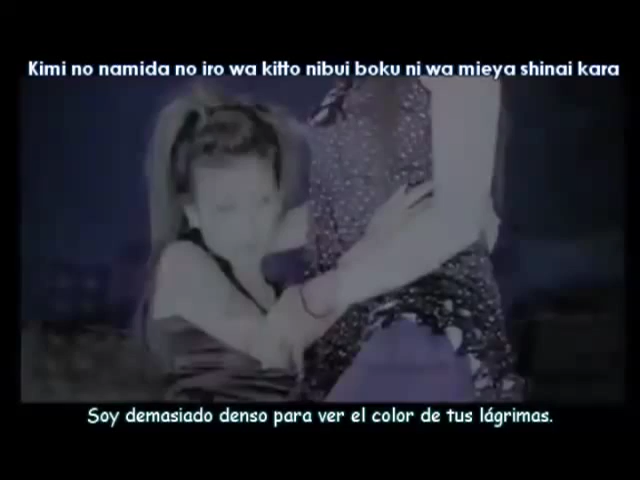 Kimi no namida no iro wa kitto nibui boku ni wa mieya shinai kara
Soy demasiado denso para ver el color de tus lágrimas.